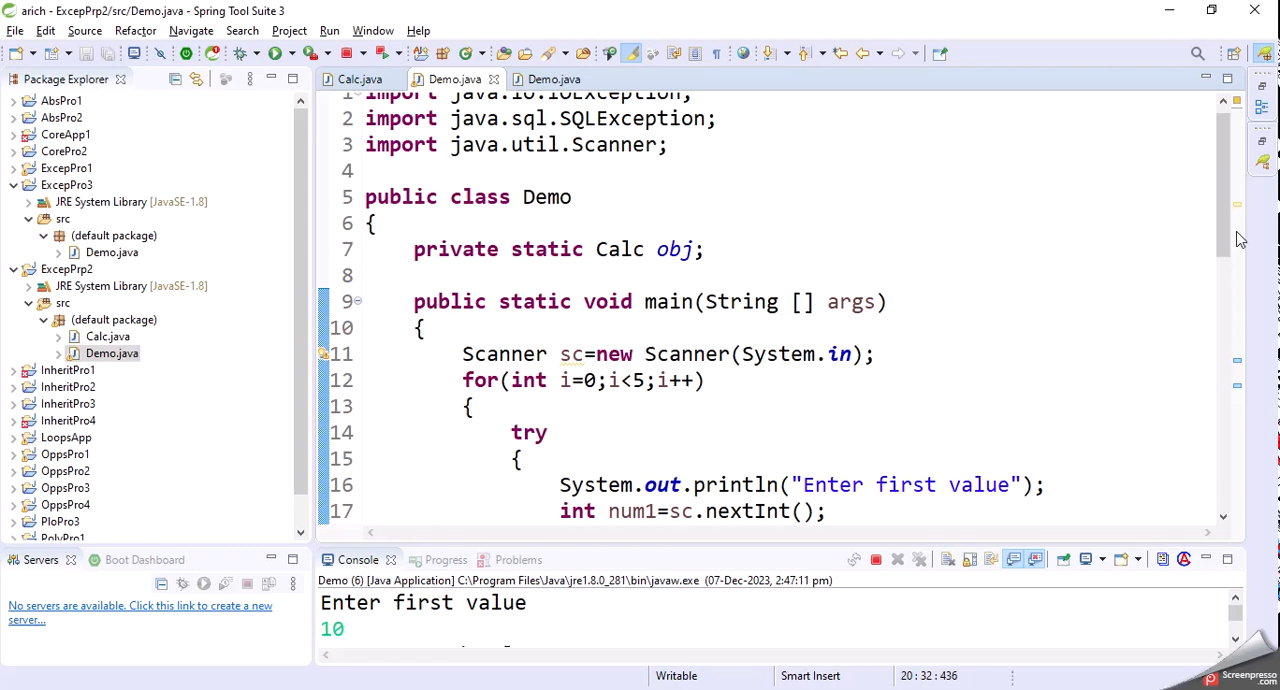 arich - ExcepPrp2/src/Demo.java - Spring Tool Suite 3
File Edit Source Refactor Navigate Search Project Run Window Help
Package Explorer
Calc.java
Demo.java
Demo.java
AbsPro1
AbsPro2
CoreApp1
CorePro2
ExcepPro1
ExcepPro3
JRE System Library [JavaSE-1.8]
src
(default package)
Demo.java
ExcepPrp2
JRE System Library [JavaSE-1.8]
src
(default package)
Calc.java
Demo.java
InheritPro1
InheritPro2
InheritPro3
InheritPro4
LoopsApp
OppsPro1
OppsPro2
OppsPro3
OppsPro4
PloPro3
PolyPro1
1 import java.io.IOException;
2 import java.sql.SQLException;
3 import java.util.Scanner;
4
5 public class Demo
6 {
7 private static Calc obj;
8
9 public static void main(String [] args)
10 {
11 Scanner sc=new Scanner(System.in);
12 for(int i=0;i<5;i++)
13 {
14 try
15 {
16 System.out.println("Enter first value");
17 int num1=sc.nextInt();
Servers
Boot Dashboard
No servers are available. Click this link to create a new
server...
Console
Progress
Problems
Demo (6) [Java Application] C:\Program Files\Java\jre1.8.0_281\bin\javaw.exe (07-Dec-2023, 2:47:11 pm)
Enter first value
10
Writable
Smart Insert
20 : 32 : 436
Screenpresso
.com